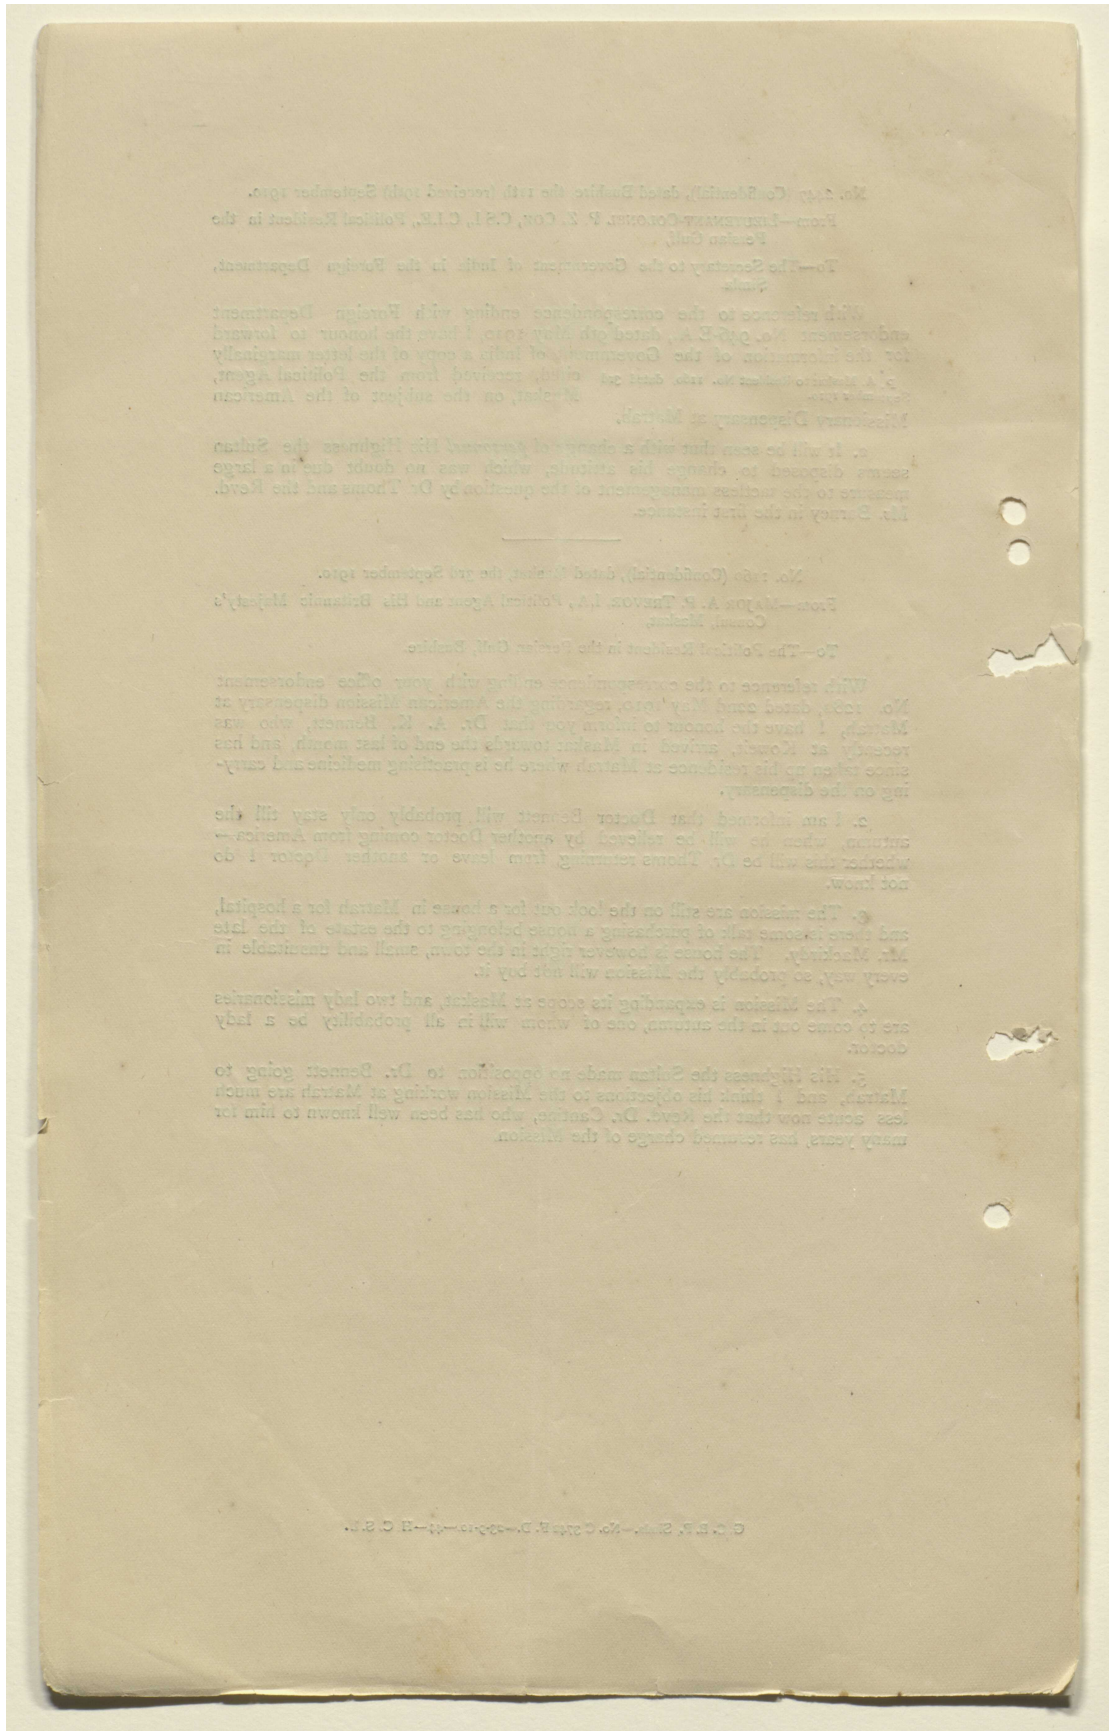 (Confidential), dated Bushire the 11th (received 19th) September 1910.
From—LIEUTENANT-COLONEL P. Z. COX, C.S.I., C.I.E., Political Resident in the
Persian Gulf,
To—The Secretary to the Government of India in the Foreign Department,
Simla.
With reference to the correspondence ending with Foreign Department
endorsement No. 946-E.A., dated 9th May 1910, I have the honour to forward
for the information of the Government of India a copy of the letter marginally
cited, received from the Political Agent,
September 1910.
Maskat, on the subject of the American
Missionary Dispensary at Matrah.
2. It will be seen that with a change of personnel His Highness the Sultan
seems disposed to change his attitude, which was no doubt due in a large
measure to the tactless management of the question by Dr Thoms and the Revd.
Mr. Barney in the first instance.
(Confidential), dated Maskat, the 3rd September 1910.
From—MAJOR A. P. TREVOR, I.A., Political Agent and His Britannic Majesty's
Consul, Maskat,
To—The Political Resident in the Persian Gulf, Bushire.
With reference to the correspondence ending with your office endorsement
dated 22nd May 1910, regarding the American Mission dispensary at
Matrah, I have the honour to inform you that Dr. A. K. Bennett, who was
recently at Koweit, arrived in Maskat towards the end of last month, and has
since taken up his residence at Matrah where he is practising medicine and carry-
ing on the dispensary.
2. I am informed that Doctor Bennett will probably only stay till the
autumn, when he will be relieved by another Doctor coming from America—
whether this will be Dr. Thoms returning from leave or another Doctor I do
not know.
3. The mission are still on the look out for a house in Matrah for a hospital,
and there is some talk of purchasing a house belonging to the estate of the late
Mr. Mackirdy. The house is however right in the town, small and unsuitable in
every way, so probably the Mission will not buy it.
4. The Mission is expanding its scope at Maskat, and two lady missionaries
are to come out in the autumn, one of whom will in all probability be a lady
doctor.
5. His Highness the Sultan made no opposition to Dr. Bennett going to
Matrah, and I think his objections to the Mission working at Matrah are much
less acute now that the Revd. Dr. Cantine, who has been well known to him for
many years, has resumed charge of the Mission.